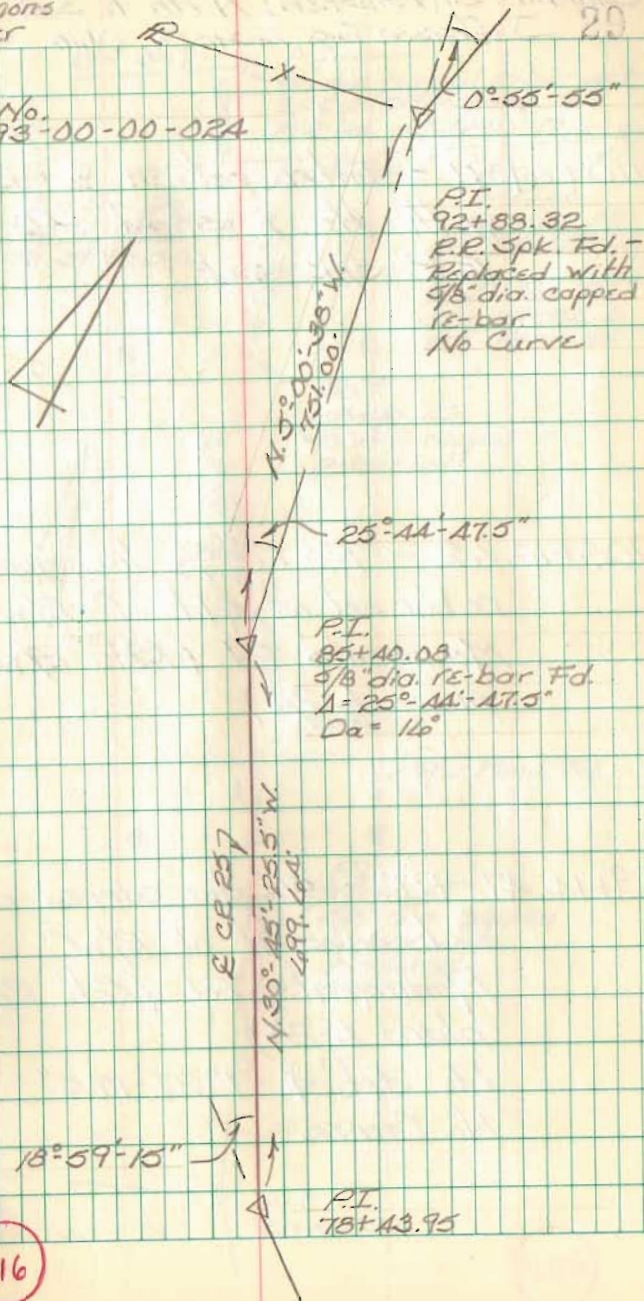 No.
93-00-00-024
0°-55'-55"
P.I.
92+88.32
R.R. Spk. Fd. -
Replaced with
5/8" dia. capped
re-bar
No Curve
N.5°-00'-38"W.
751.00'
25°-44'-47.5"
P.I.
85+40.08
5/8" dia. re-bar Fd.
Δ = 25°-44'-47.5"
Da = 16°
℄ CR 257
N.30°-45'-25.5"W.
699.64'
18°-59'-15"
P.I.
78+43.95
16